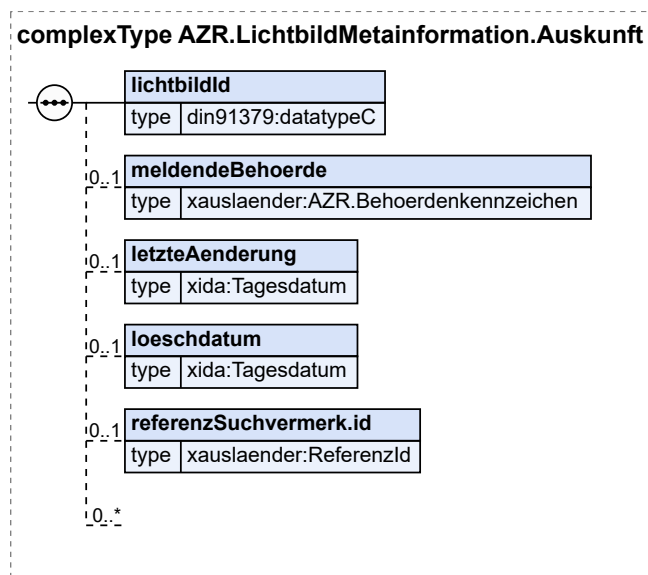 complexType AZR.LichtbildMetainformation.Auskunft
lichtbildId
type din91379:datatypeC
0..1 meldendeBehoerde
type xauslaender:AZR.Behoerdenkennzeichen
0..1 letzteAenderung
type xida:Tagesdatum
0..1 loeschdatum
type xida:Tagesdatum
0..1 referenzSuchvermerk.id
type xauslaender:ReferenzId
0..*